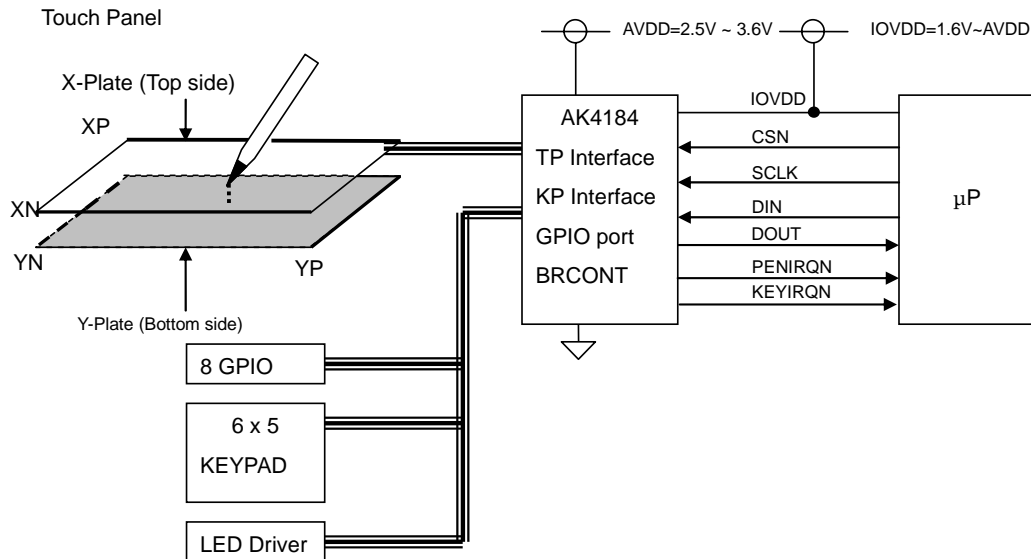 Touch Panel
AVDD=2.5V ~ 3.6V
IOVDD=1.6V~AVDD
X-Plate (Top side)
XP
XN
YN
YP
Y-Plate (Bottom side)
AK4184
TP Interface
KP Interface
GPIO port
BRCONT
IOVDD
CSN
SCLK
DIN
DOUT
PENIRQN
KEYIRQN
µP
8 GPIO
6 x 5
KEYPAD
LED Driver